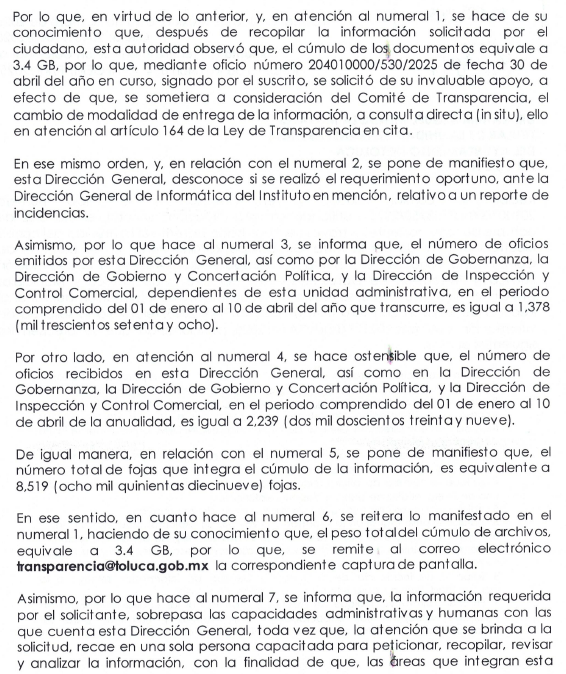 Por lo que, en virtud de lo anterior, y, en atención al numeral 1, se hace de su
conocimiento que, después de recopilar la información solicitada por el
ciudadano, esta autoridad observó que, el cúmulo de los documentos equivale a
3.4 GB, por lo que, mediante oficio número 204010000/530/2025 de fecha 30 de
abril del año en curso, signado por el suscrito, se solicitó de su invaluable apoyo, a
efecto de que, se sometiera a consideración del Comité de Transparencia, el
cambio de modalidad de entrega de la información, a consulta directa (in situ), ello
en atención al artículo 164 de la Ley de Transparencia en cita.
En ese mismo orden, y, en relación con el numeral 2, se pone de manifiesto que,
esta Dirección General, desconoce si se realizó el requerimiento oportuno, ante la
Dirección General de Informática del Instituto en mención, relativo a un reporte de
incidencias.
Asimismo, por lo que hace al numeral 3, se informa que, el número de oficios
emitidos por esta Dirección General, así como por la Dirección de Gobernanza, la
Dirección de Gobierno y Concertación Política, y la Dirección de Inspección y
Control Comercial, dependientes de esta unidad administrativa, en el periodo
comprendido del 01 de enero al 10 de abril del año que transcurre, es igual a 1,378
(mil trescientos setenta y ocho).
Por otro lado, en atención al numeral 4, se hace ostensible que, el número de
oficios recibidos en esta Dirección General, así como en la Dirección de
Gobernanza, la Dirección de Gobierno y Concertación Política, y la Dirección de
Inspección y Control Comercial, en el periodo comprendido del 01 de enero al 10
de abril de la anualidad, es igual a 2,239 (dos mil doscientos treinta y nueve).
De igual manera, en relación con el numeral 5, se pone de manifiesto que, el
número total de fojas que integra el cúmulo de la información, es equivalente a
8,519 (ocho mil quinientas diecinueve) fojas.
En ese sentido, en cuanto hace al numeral 6, se reitera lo manifestado en el
numeral 1, haciendo de su conocimiento que, el peso total del cúmulo de archivos,
equivale a 3.4 GB, por lo que, se remite al correo electrónico
transparencia@toluca.gob.mx la correspondiente captura de pantalla.
Asimismo, por lo que hace al numeral 7, se informa que, la información requerida
por el solicitante, sobrepasa las capacidades administrativas y humanas con las
que cuenta esta Dirección General, toda vez que, la atención que se brinda a la
solicitud, recae en una sola persona capacitada para peticionar, recopilar, revisar
y analizar la información, con la finalidad de que, las áreas que integran esta